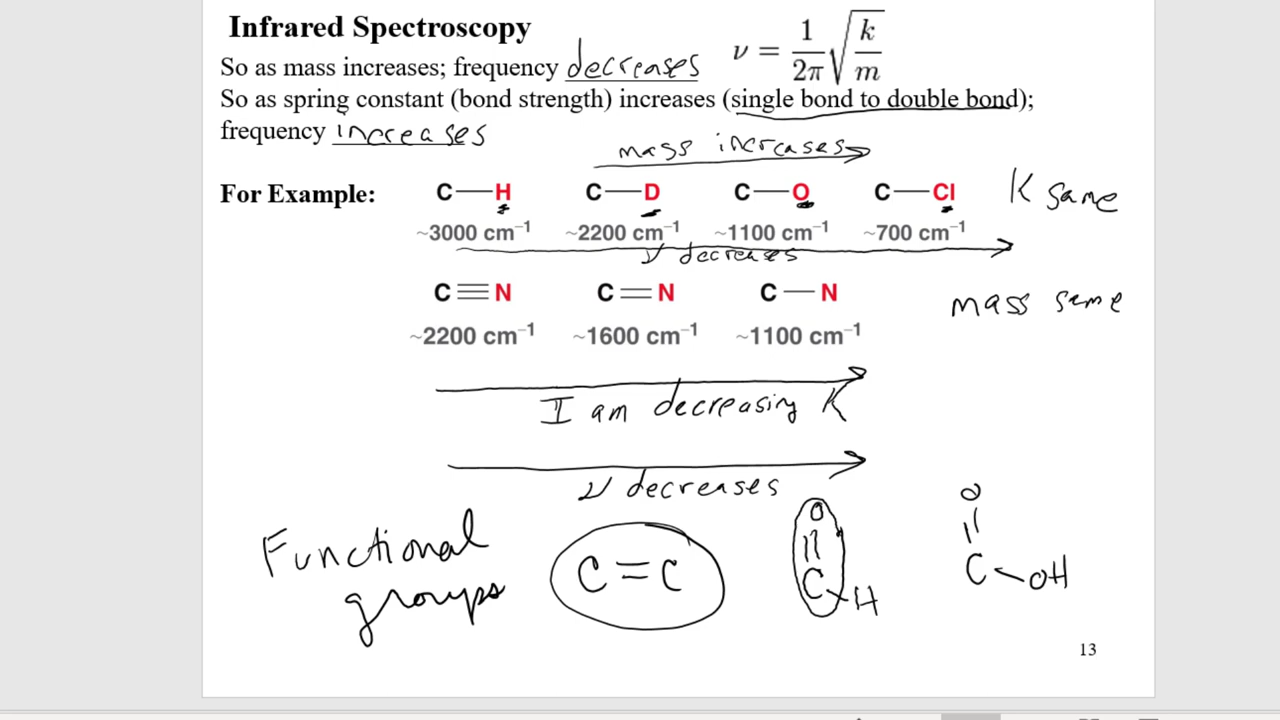 Infrared Spectroscopy
ν = 1/2π √k/m
So as mass increases; frequency decreases
So as spring constant (bond strength) increases (single bond to double bond);
frequency increases
mass increases
For Example: C—H C—D C—O C—Cl K same
~3000 cm⁻¹ ~2200 cm⁻¹ ~1100 cm⁻¹ ~700 cm⁻¹
ν decreases
C≡N C=N C—N mass same
~2200 cm⁻¹ ~1600 cm⁻¹ ~1100 cm⁻¹
I am decreasing K
ν decreases
Functional
groups
C=C
O
=
C
H
O
=
C
OH
13